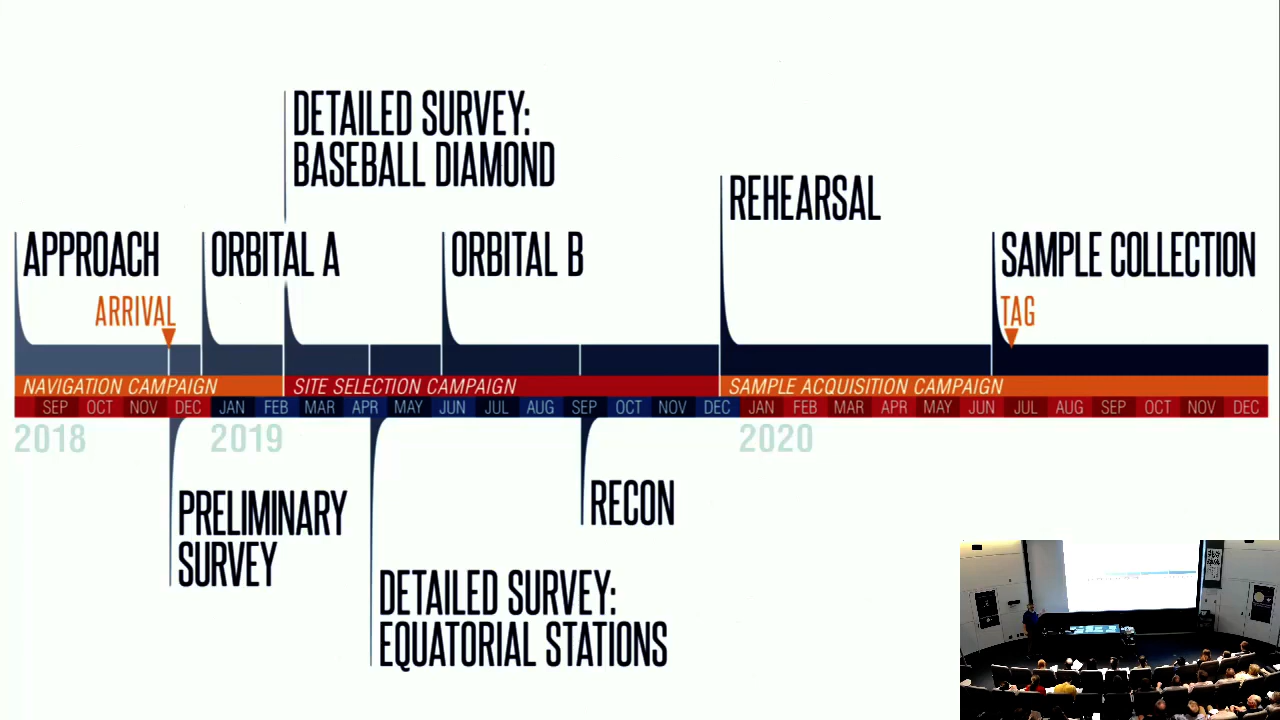 DETAILED SURVEY:
BASEBALL DIAMOND
REHEARSAL
APPROACH
ORBITAL A
ORBITAL B
SAMPLE COLLECTION
ARRIVAL
TAG
NAVIGATION CAMPAIGN
SITE SELECTION CAMPAIGN
SAMPLE ACQUISITION CAMPAIGN
SEP OCT NOV DEC JAN FEB MAR APR MAY JUN JUL AUG SEP OCT NOV DEC JAN FEB MAR APR MAY JUN JUL AUG SEP OCT NOV DEC
2018 2019 2020
PRELIMINARY
SURVEY
RECON
DETAILED SURVEY:
EQUATORIAL STATIONS